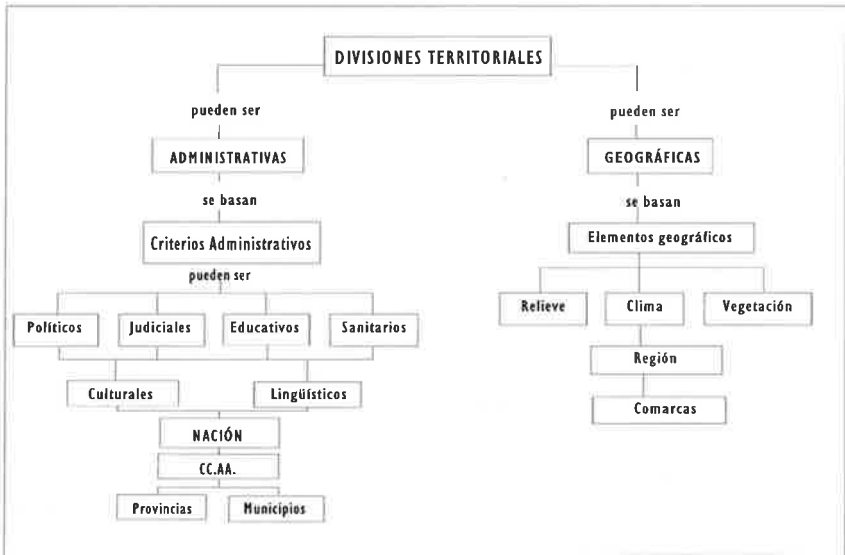 DIVISIONES TERRITORIALES
pueden ser
pueden ser
ADMINISTRATIVAS
GEOGRÁFICAS
se basan
se basan
Criterios Administrativos
Elementos geográficos
pueden ser
Relieve
Clima
Vegetación
Políticos
Judiciales
Educativos
Sanitarios
Región
Culturales
Lingüísticos
Comarcas
NACIÓN
CC.AA.
Provincias
Municipios